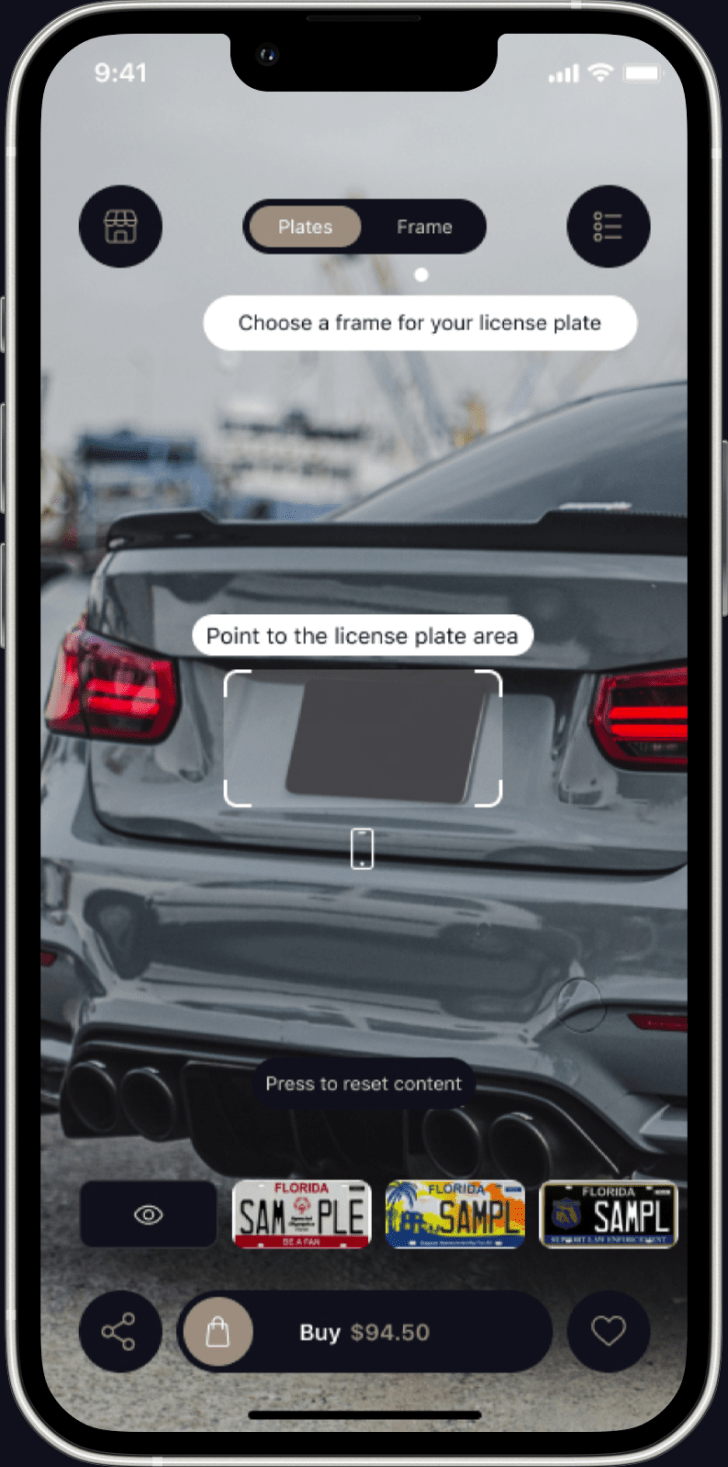 9:41
Plates
Frame
Choose a frame for your license plate
Point to the license plate area
Press to reset content
FLORIDA
SAM PLE
BE A FAN
FLORIDA
SAMPL
FLORIDA
SAMPL
SUPPORT LAW ENFORCEMENT
Buy $94.50